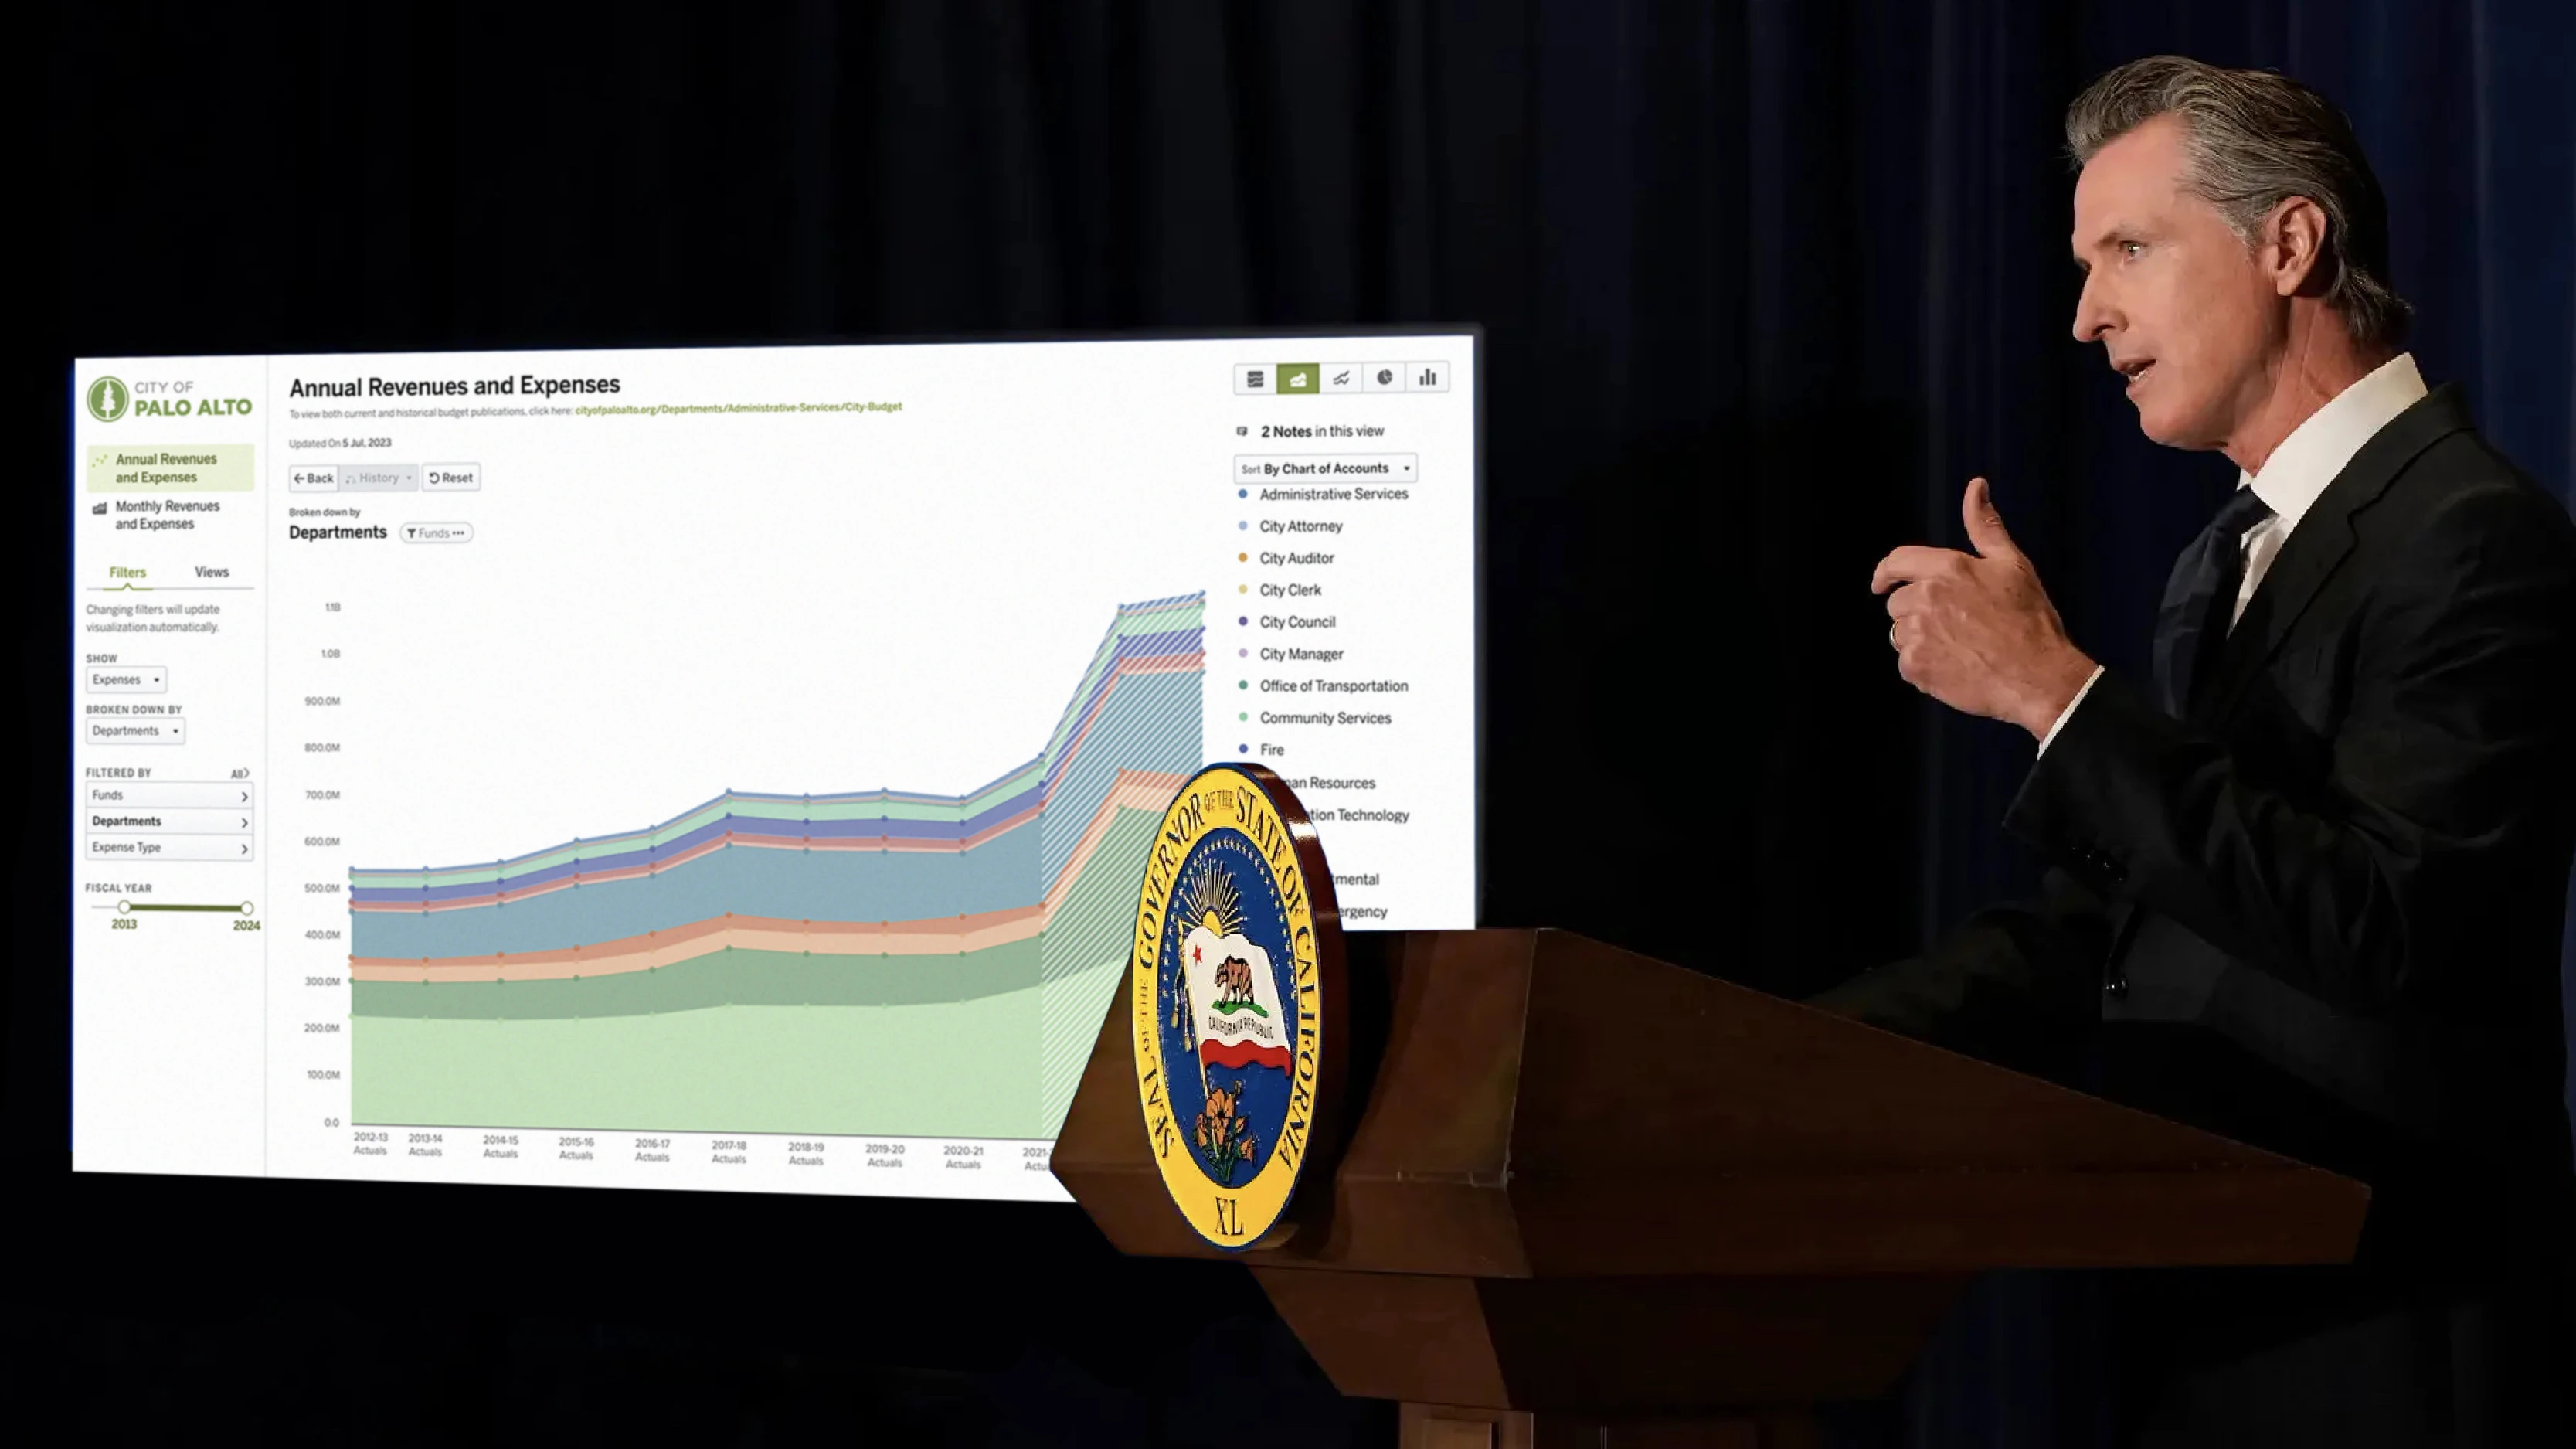 CITY OF
PALO ALTO
Annual Revenues
and Expenses
Monthly Revenues
and Expenses
Filters Views
Changing filters will update
visualization automatically.
SHOW
Expenses
BROKEN DOWN BY
Departments
FILTERED BY All
Funds
Departments
Expense Type
FISCAL YEAR
2013 2024
Annual Revenues and Expenses
To view both current and historical budget publications, click here: cityofpaloalto.org/Departments/Administrative-Services/City-Budget
Updated On 5 Jul, 2023
Back History Reset
Broken down by
Departments Funds •••
1.1B
1.0B
900.0M
800.0M
700.0M
600.0M
500.0M
400.0M
300.0M
200.0M
100.0M
0.0
2012-13 2013-14 2014-15 2015-16 2016-17 2017-18 2018-19 2019-20 2020-21 2021-
Actuals Actuals Actuals Actuals Actuals Actuals Actuals Actuals Actuals Actu
2 Notes in this view
Sort By Chart of Accounts
Administrative Services
City Attorney
City Auditor
City Clerk
City Council
City Manager
Office of Transportation
Community Services
Fire
an Resources
tion Technology
mental
ergency
SEAL OF THE GOVERNOR OF THE STATE OF CALIFORNIA
CALIFORNIA REPUBLIC
XL